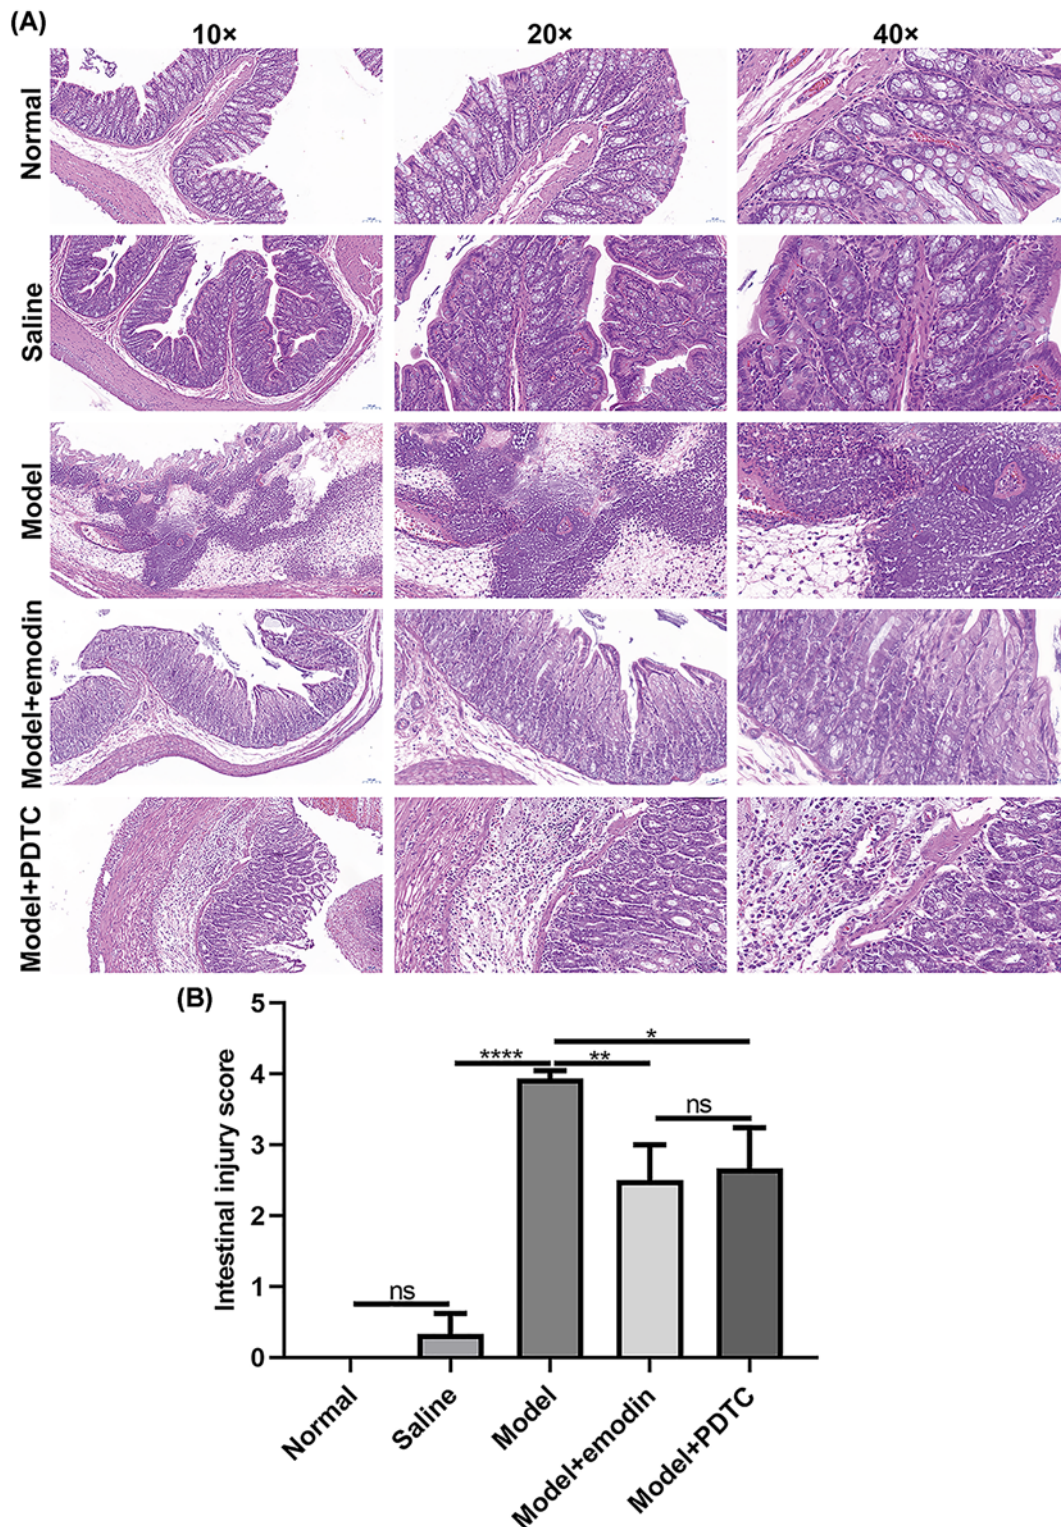 (A)
10× 20× 40×
Normal
Saline
Model
Model+emodin
Model+PDTC
(B)
Intestinal injury score
5
4
3
2
1
0
ns
****
**
*
ns
Normal
Saline
Model
Model+emodin
Model+PDTC